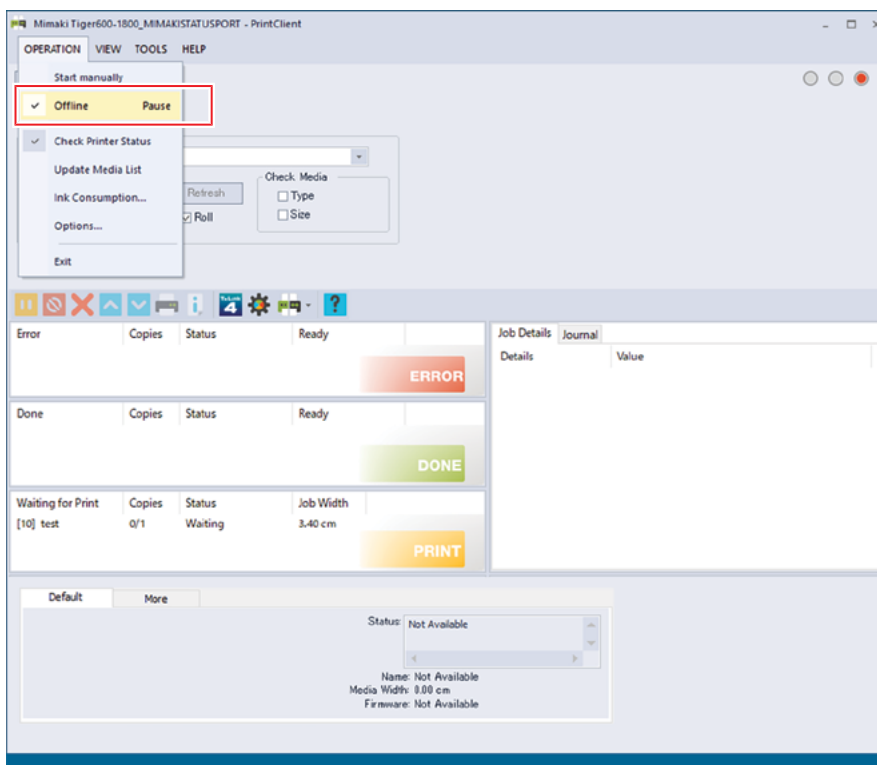 Mimaki Tiger600-1800_MIMAKISTATUSPORT - PrintClient
OPERATION VIEW TOOLS HELP
Start manually
Offline Pause
Check Printer Status
Update Media List
Ink Consumption...
Options...
Exit
Check Media
Refresh
Type
Roll
Size
4
?
Error Copies Status Ready
ERROR
Done Copies Status Ready
DONE
Waiting for Print Copies Status Job Width
[10] test 0/1 Waiting 3.40 cm
PRINT
Job Details Journal
Details Value
Default More
Status: Not Available
Name: Not Available
Media Width: 0.00 cm
Firmware: Not Available